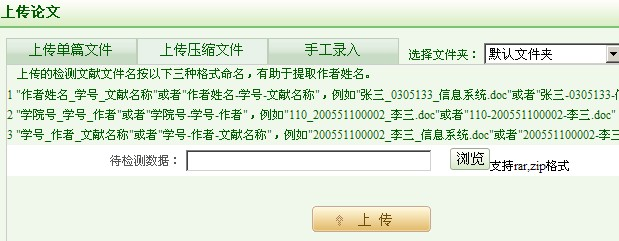 上传论文
上传单篇文件 上传压缩文件 手工录入 选择文件夹： 默认文件夹
上传的检测文献文件名按以下三种格式命名，有助于提取作者姓名。
1 "作者姓名_学号_文献名称"或者"作者姓名-学号-文献名称"，例如"张三_0305133_信息系统.doc"或者"张三-0305133-
2 "学院号_学号_作者"或者"学院号-学号-作者"，例如"110_200551100002_李三.doc"或者"110-200551100002-李三.doc"
3 "学号_作者_文献名称"或者"学号-作者-文献名称"，例如"200551100002_李三_信息系统.doc"或者"200551100002-李三
待检测数据： 浏览 支持rar,zip格式
上 传